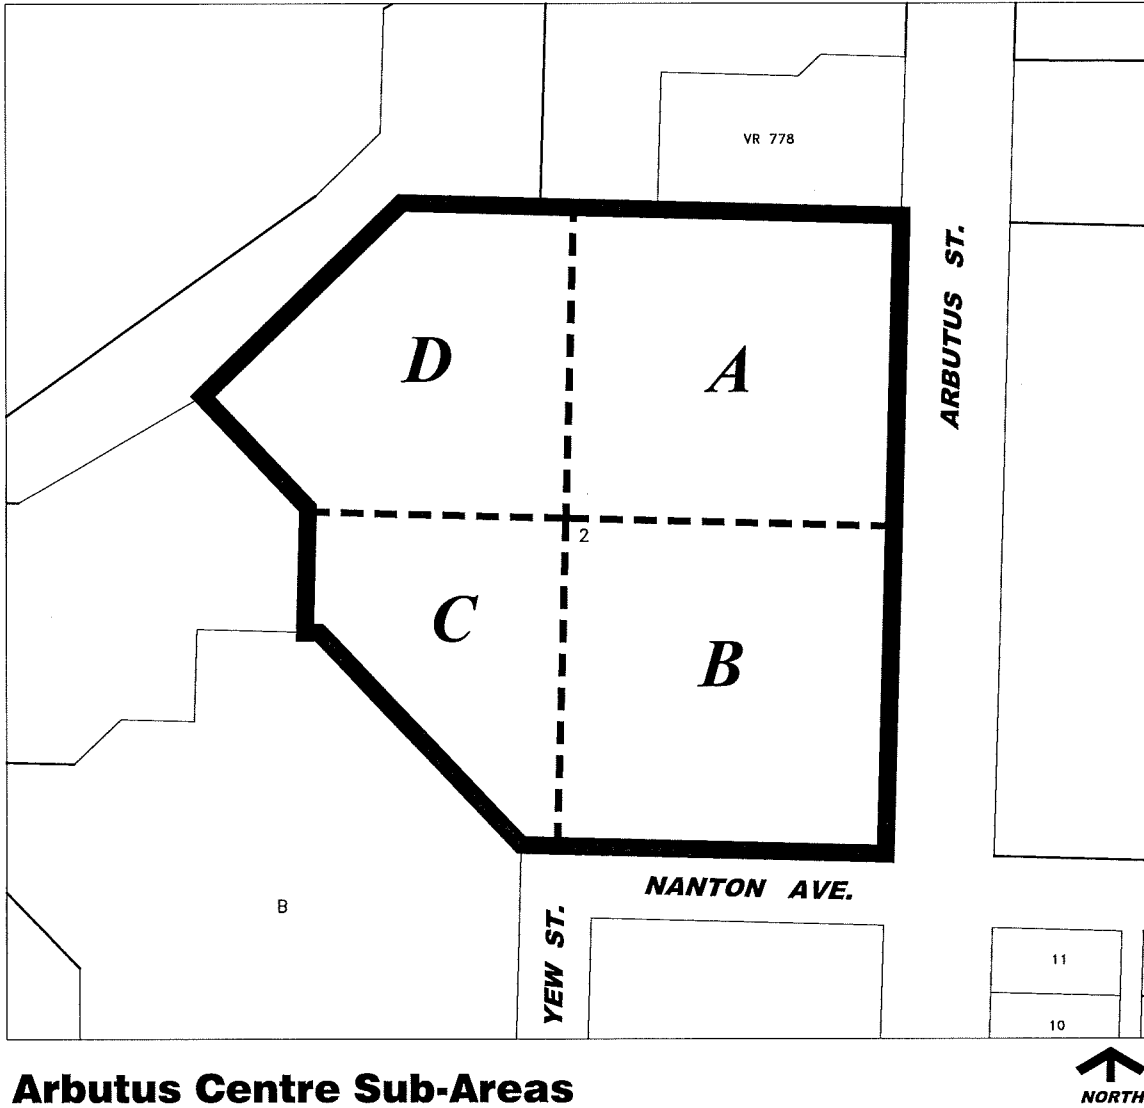 VR 778
ARBUTUS ST.
D
A
2
C
B
NANTON AVE.
B
YEW ST.
11
10
Arbutus Centre Sub-Areas
NORTH